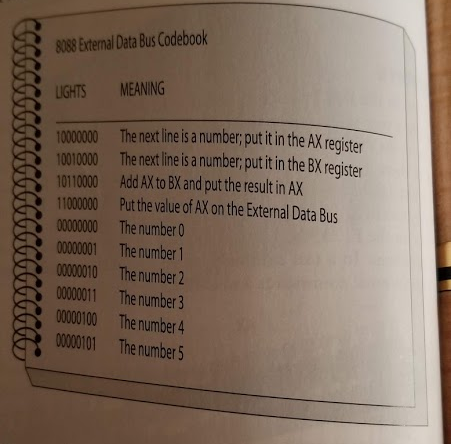 8088 External Data Bus Codebook
LIGHTS MEANING
10000000 The next line is a number; put it in the AX register
10010000 The next line is a number; put it in the BX register
10110000 Add AX to BX and put the result in AX
11000000 Put the value of AX on the External Data Bus
00000000 The number 0
00000001 The number 1
00000010 The number 2
00000011 The number 3
00000100 The number 4
00000101 The number 5